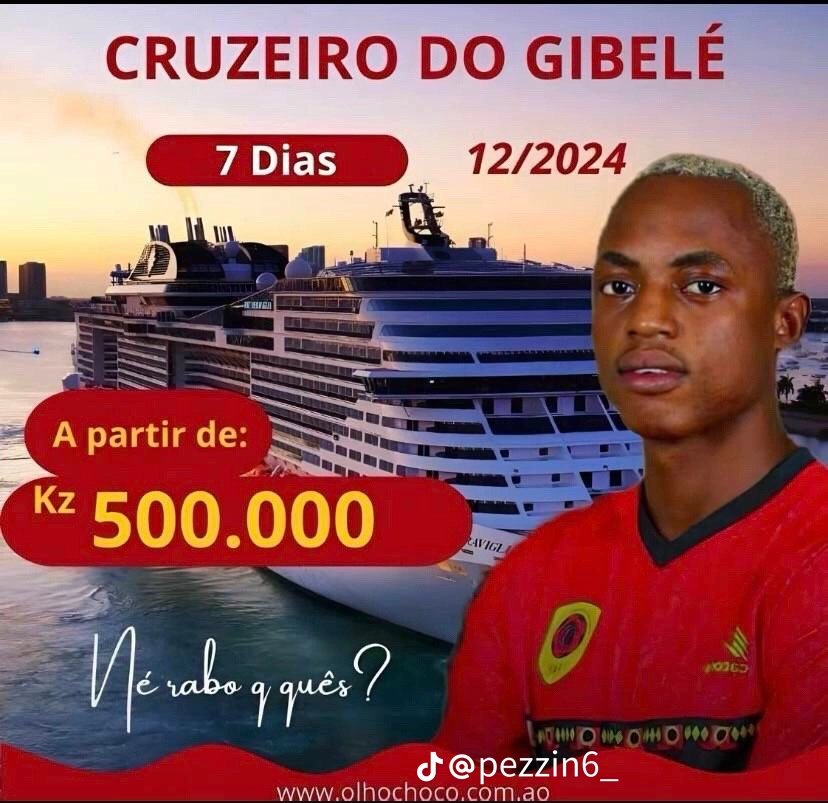 CRUZEIRO DO GIBELÉ
7 Dias
12/2024
A partir de:
Kz 500.000
Né rabo q quês?
@pezzin6_
www.olhochoco.com.ao